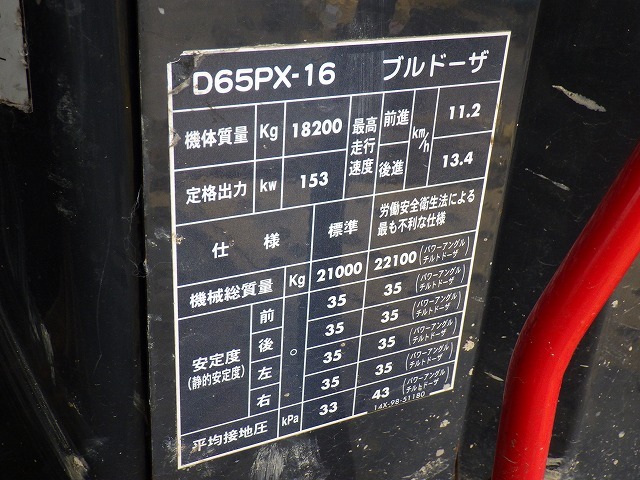 D65PX-16 ブルドーザ
機体質量 Kg 18200 最高走行速度 前進 km/h 11.2
定格出力 kw 153 後進 13.4
仕様 標準 労働安全衛生法による
最も不利な仕様
機械総質量 Kg 21000 22100 (パワーアングル
チルトドーザ)
安定度
(静的安定度) 前 ° 35 35 (パワーアングル
チルトドーザ)
後 35 35 (パワーアングル
チルトドーザ)
左 35 35 (パワーアングル
チルトドーザ)
右 35 35 (パワーアングル
チルトドーザ)
平均接地圧 kPa 33 43 (パワーアングル
チルトドーザ)
14X-98-51180